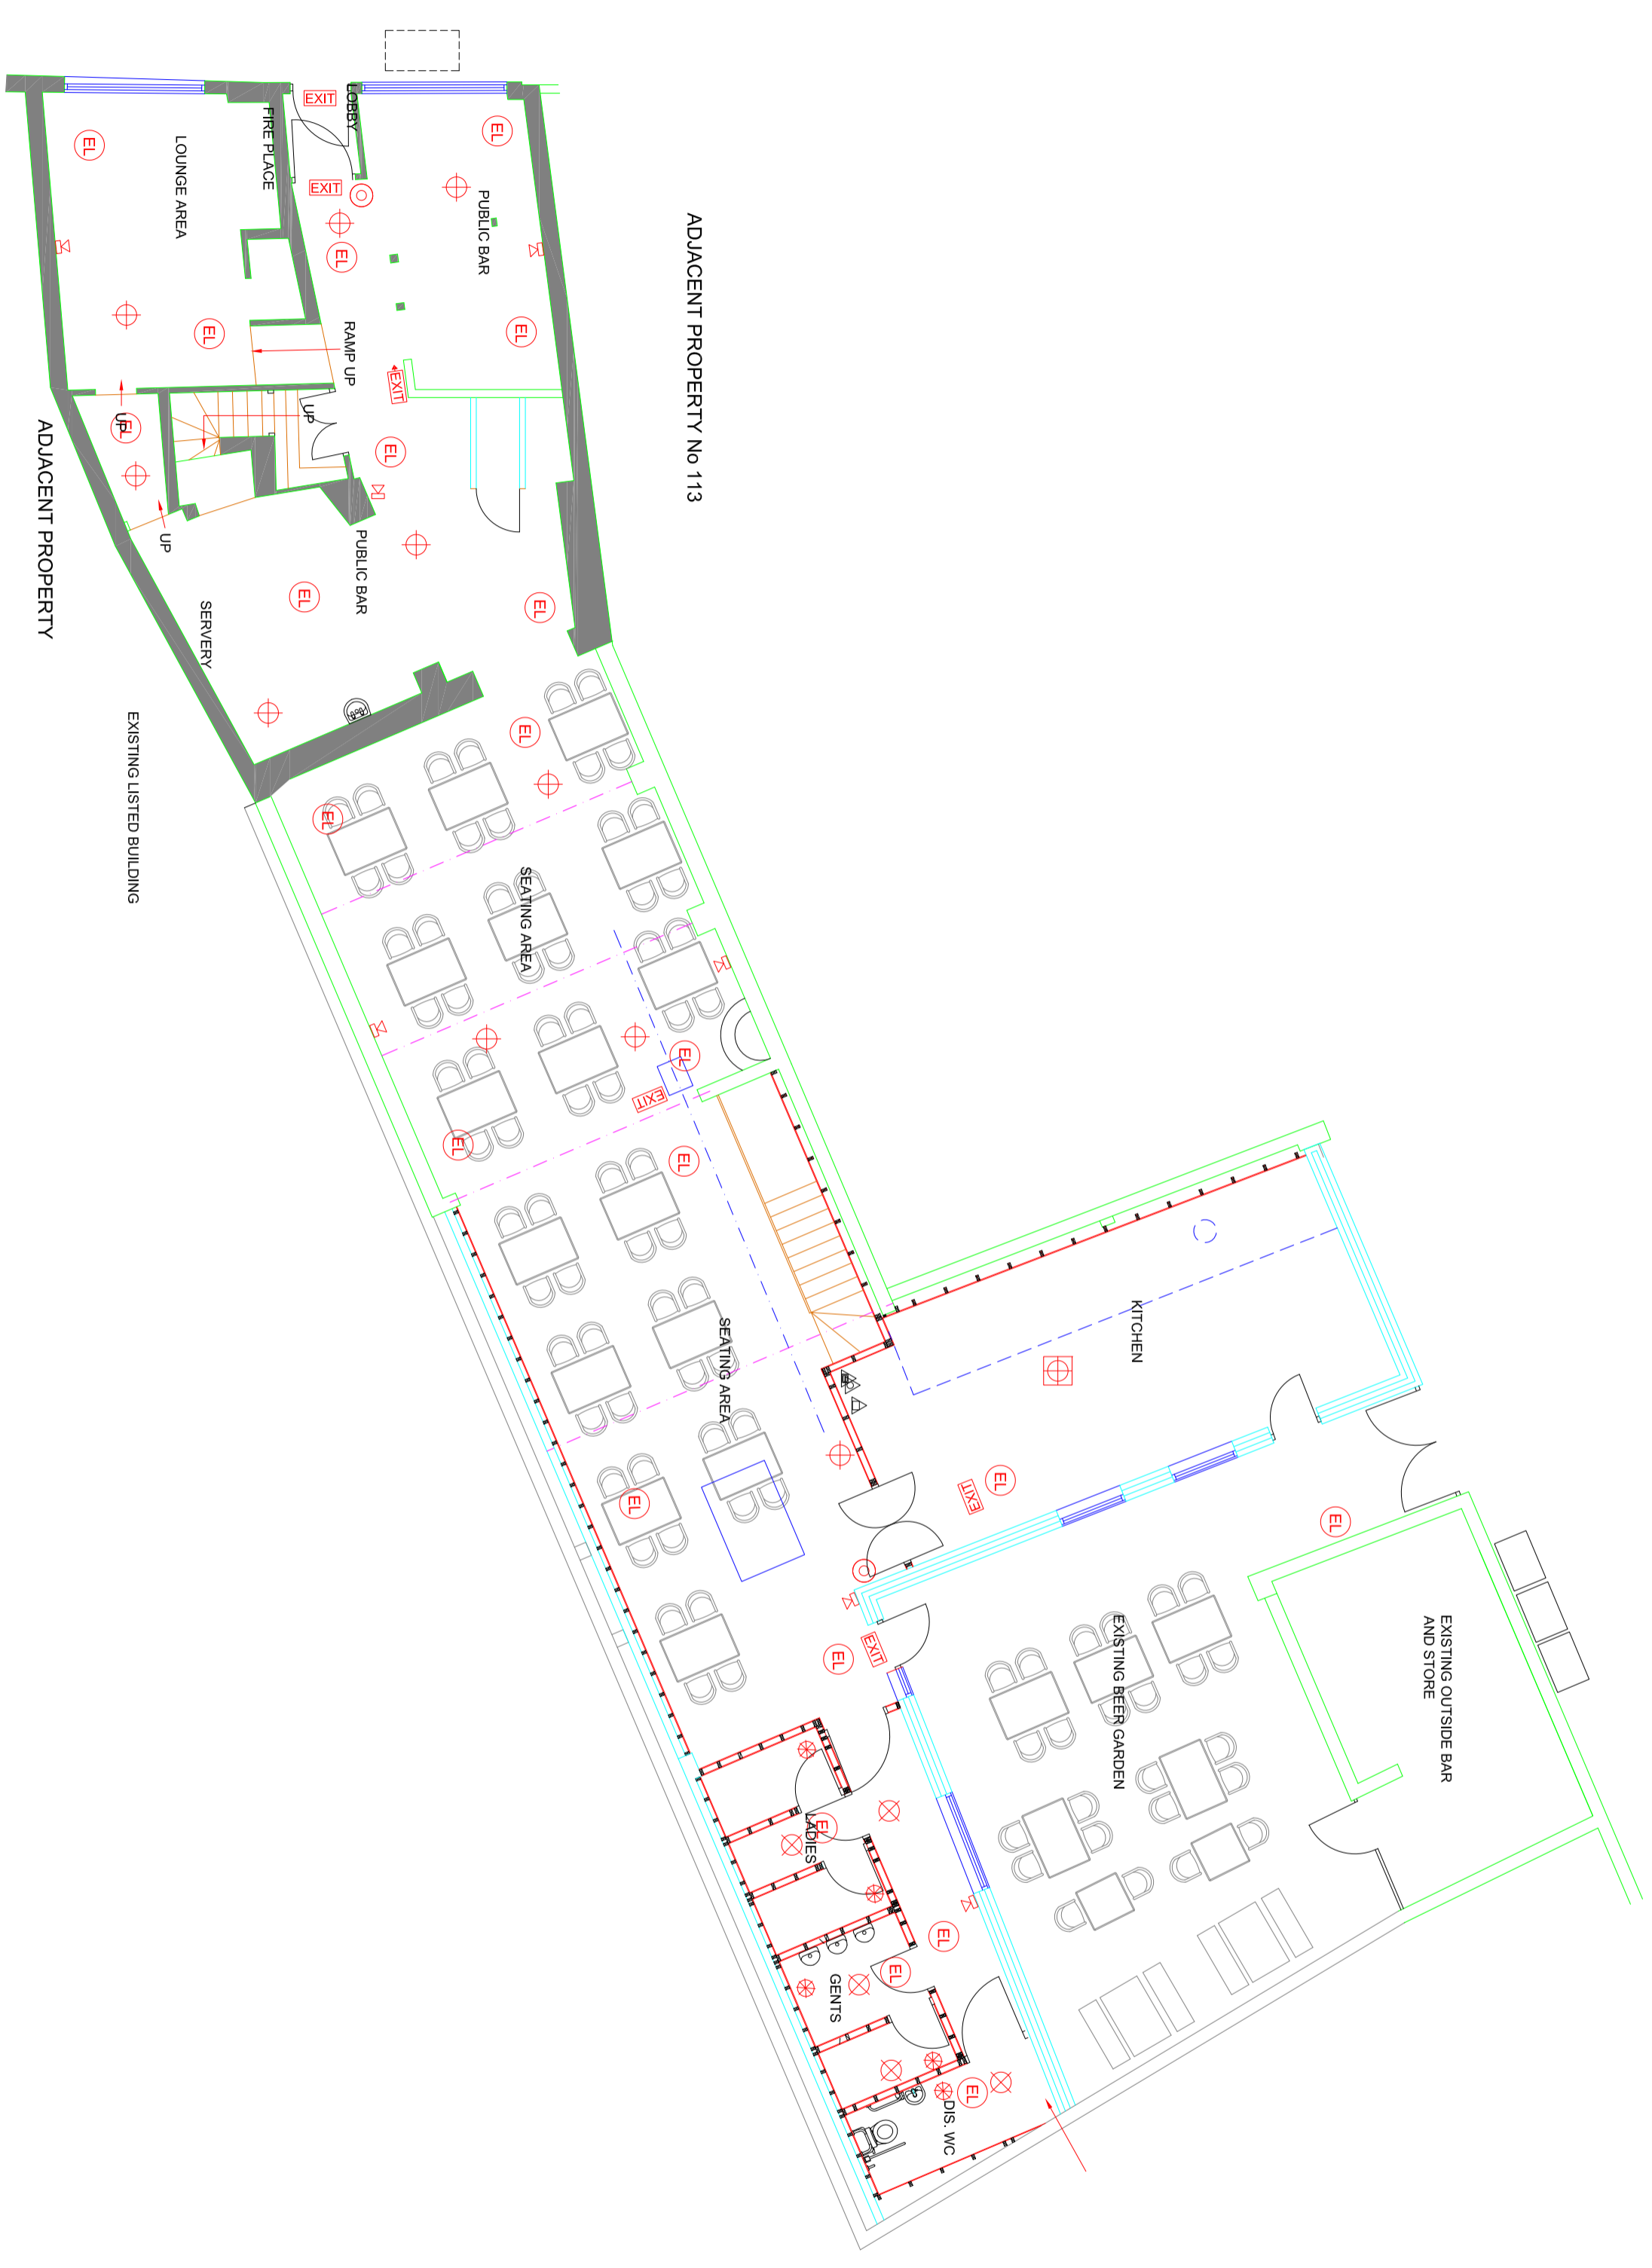 ADJACENT PROPERTY No 113
EXIT
LOBBY
FIRE PLACE
EL
EL
LOUNGE AREA
EXIT
PUBLIC BAR
EL
EL
EL
RAMP UP
EXIT
UP
UP
EL
EL
ADJACENT PROPERTY
UP
PUBLIC BAR
EL
EL
SERVERY
EXISTING LISTED BUILDING
EL
EL
SEATING AREA
EL
EXIT
EL
EL
SEATING AREA
EL
KITCHEN
EL
EXIT
EL
EXISTING OUTSIDE BAR
AND STORE
EXISTING BEER GARDEN
EXIT
EL
EL
LADIES
EL
EL
GENTS
EL
DIS. WC